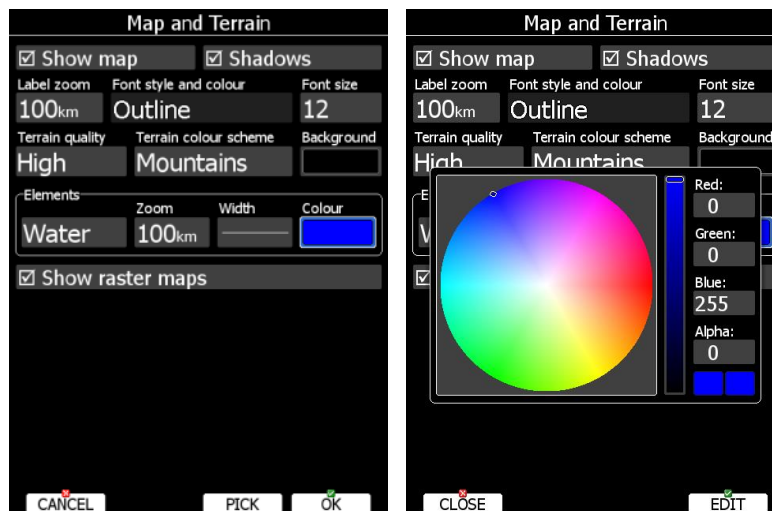 Map and Terrain
Show map Shadows
Label zoom Font style and colour Font size
100km Outline 12
Terrain quality Terrain colour scheme Background
High Mountains
Elements
Zoom Width Colour
Water 100km
Show raster maps
CANCEL PICK OK
Map and Terrain
Show map Shadows
Label zoom Font style and colour Font size
100km Outline 12
Terrain quality Terrain colour scheme Background
High Mountains
Red:
0
Green:
0
Blue:
255
Alpha:
0
CLOSE EDIT